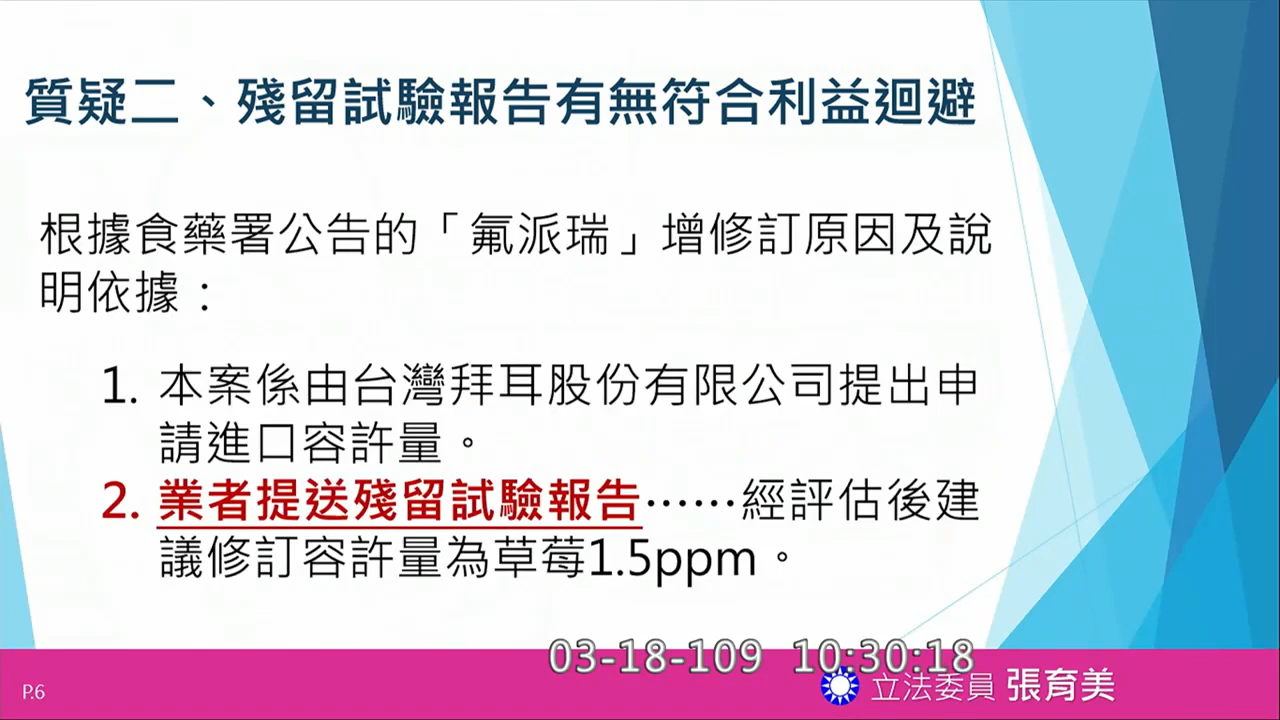 質疑二、殘留試驗報告有無符合利益迴避
根據食藥署公告的「氟派瑞」增修訂原因及說
明依據：
1. 本案係由台灣拜耳股份有限公司提出申
請進口容許量。
2. 業者提送殘留試驗報告⋯⋯經評估後建
議修訂容許量為草莓1.5ppm。
03-18-109 10:30:18
P.6
立法委員 張育美